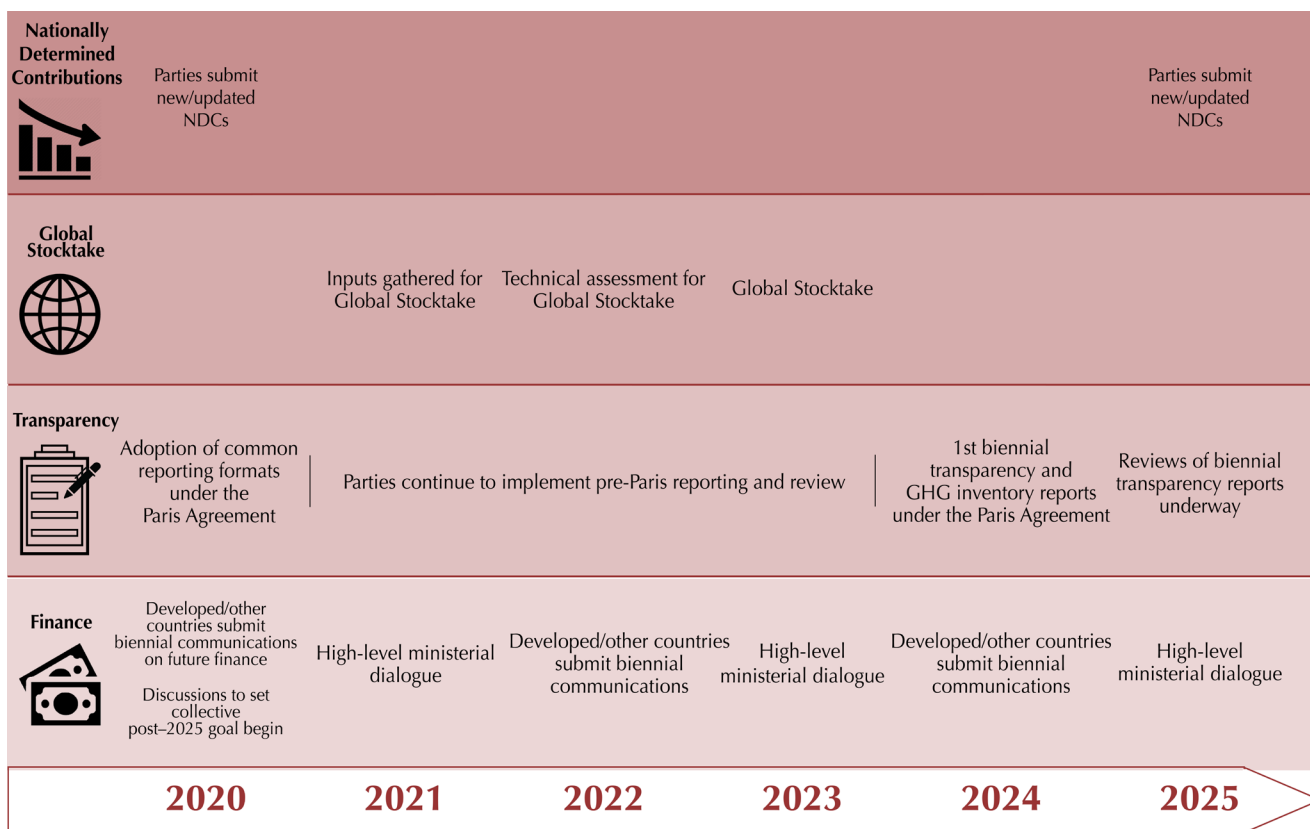 Nationally
Determined
Contributions
Parties submit
new/updated
NDCs
Parties submit
new/updated
NDCs
Global
Stocktake
Inputs gathered for
Global Stocktake
Technical assessment for
Global Stocktake
Global Stocktake
Transparency
Adoption of common
reporting formats
under the
Paris Agreement
Parties continue to implement pre-Paris reporting and review
1st biennial
transparency and
GHG inventory reports
under the Paris Agreement
Reviews of biennial
transparency reports
underway
Finance
Developed/other
countries submit
biennial communications
on future finance
Discussions to set
collective
post–2025 goal begin
High-level ministerial
dialogue
Developed/other countries
submit biennial
communications
High-level
ministerial dialogue
Developed/other countries
submit biennial
communications
High-level
ministerial dialogue
2020
2021
2022
2023
2024
2025